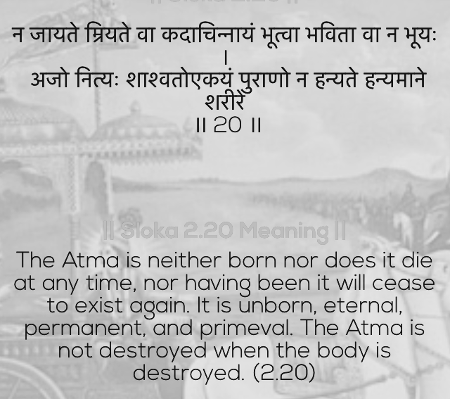 न जायते म्रियते वा कदाचिन्नायं भूत्वा भविता वा न भूयः
।
अजो नित्यः शाश्वतोएकयं पुराणो न हन्यते हन्यमाने
शरीरे
॥ 20 ॥
|| Sloka 2.20 Meaning ||
The Atma is neither born nor does it die
at any time, nor having been it will cease
to exist again. It is unborn, eternal,
permanent, and primeval. The Atma is
not destroyed when the body is
destroyed. (2.20)